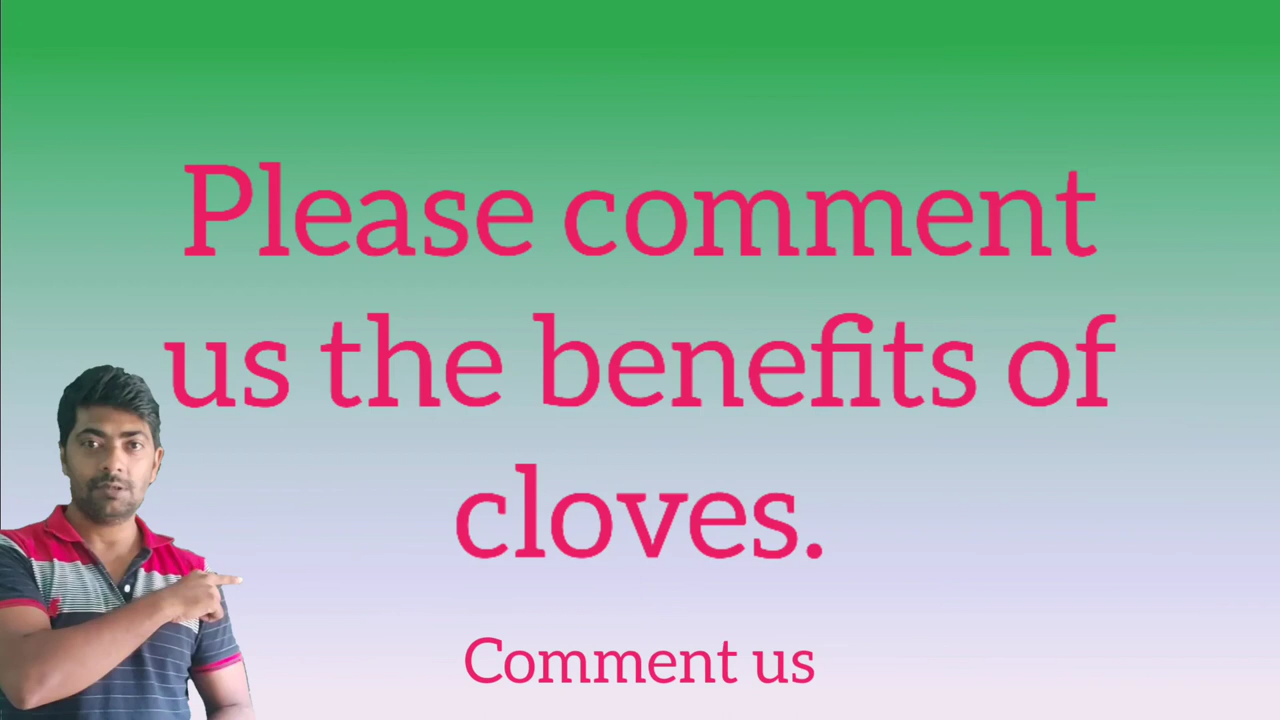 Please comment
us the benefits of
cloves.
Comment us